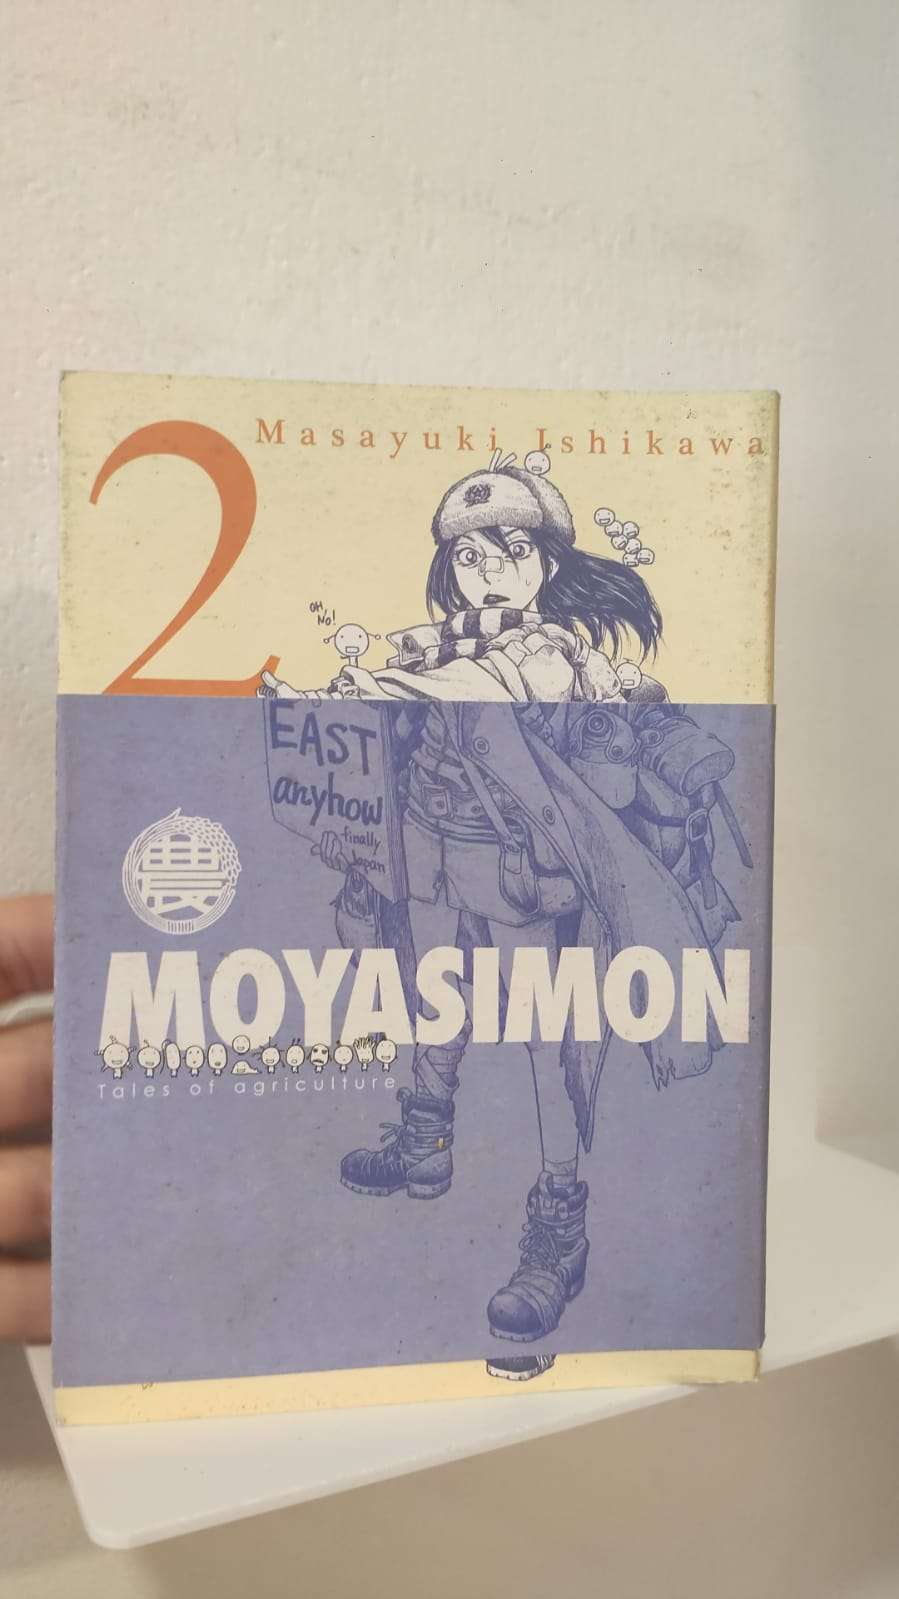 2
Masayuki Ishikawa
OH,
No!
EAST
anyhow
finally
Japan
農
MOYASIMON
Tales of agriculture